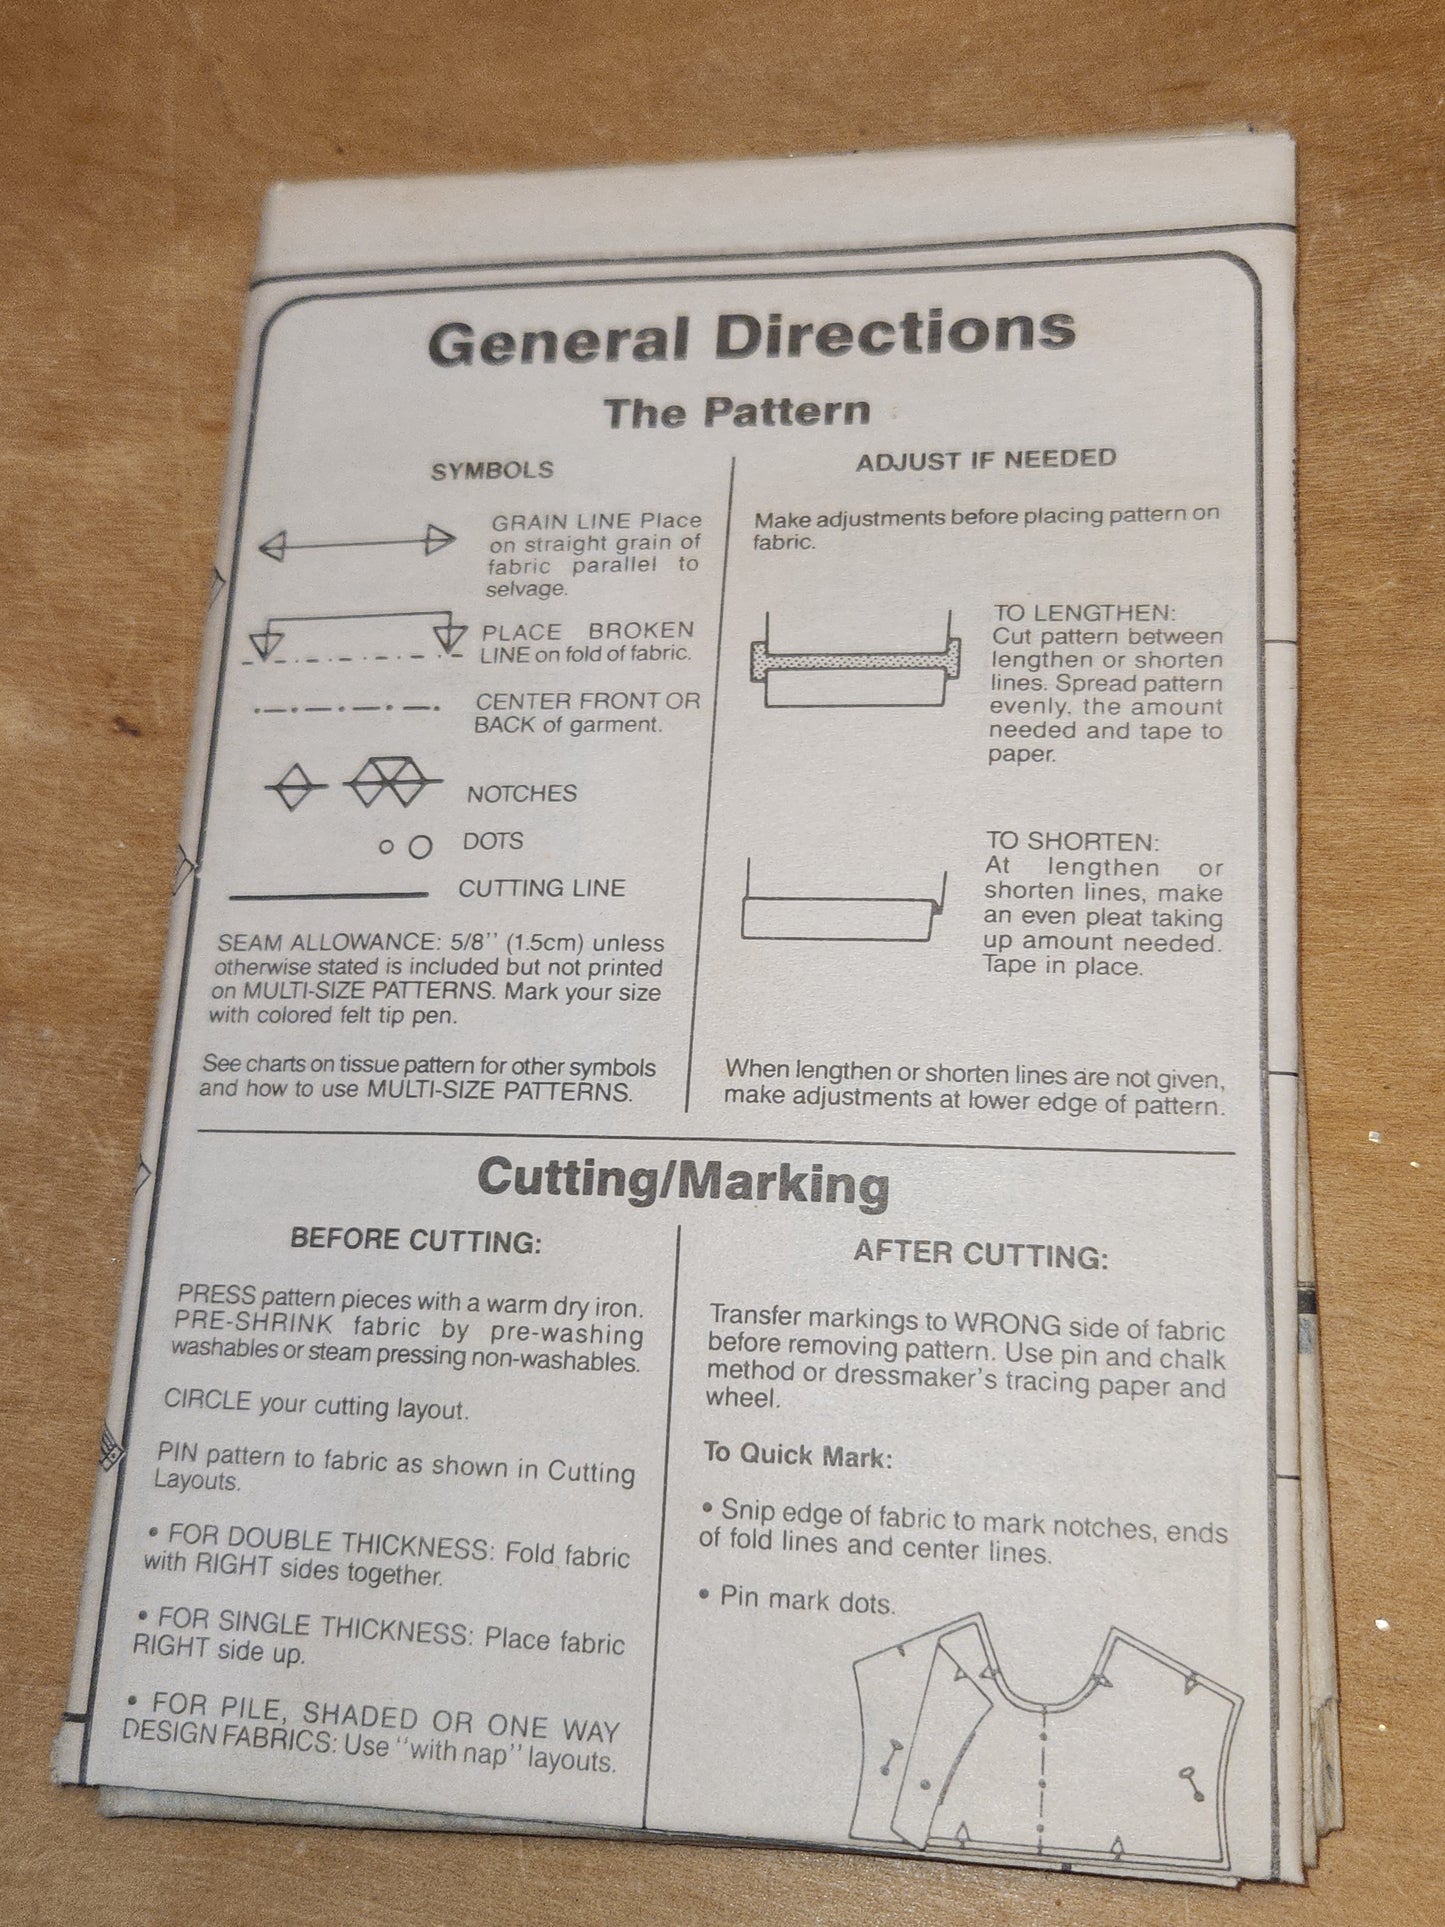 General Directions
The Pattern
SYMBOLS
GRAIN LINE Place
on straight grain of
fabric parallel to
selvage.
PLACE BROKEN
LINE on fold of fabric.
CENTER FRONT OR
BACK of garment.
NOTCHES
DOTS
CUTTING LINE
SEAM ALLOWANCE: 5/8'' (1.5cm) unless
otherwise stated is included but not printed
on MULTI-SIZE PATTERNS. Mark your size
with colored felt tip pen.
See charts on tissue pattern for other symbols
and how to use MULTI-SIZE PATTERNS.
ADJUST IF NEEDED
Make adjustments before placing pattern on
fabric.
TO LENGTHEN:
Cut pattern between
lengthen or shorten
lines. Spread pattern
evenly, the amount
needed and tape to
paper.
TO SHORTEN:
At lengthen or
shorten lines, make
an even pleat taking
up amount needed.
Tape in place.
When lengthen or shorten lines are not given,
make adjustments at lower edge of pattern.
Cutting/Marking
BEFORE CUTTING:
PRESS pattern pieces with a warm dry iron.
PRE-SHRINK fabric by pre-washing
washables or steam pressing non-washables.
CIRCLE your cutting layout.
PIN pattern to fabric as shown in Cutting
Layouts.
• FOR DOUBLE THICKNESS: Fold fabric
with RIGHT sides together.
• FOR SINGLE THICKNESS: Place fabric
RIGHT side up.
• FOR PILE, SHADED OR ONE WAY
DESIGN FABRICS: Use ''with nap'' layouts.
AFTER CUTTING:
Transfer markings to WRONG side of fabric
before removing pattern. Use pin and chalk
method or dressmaker's tracing paper and
wheel.
To Quick Mark:
• Snip edge of fabric to mark notches, ends
of fold lines and center lines.
• Pin mark dots.